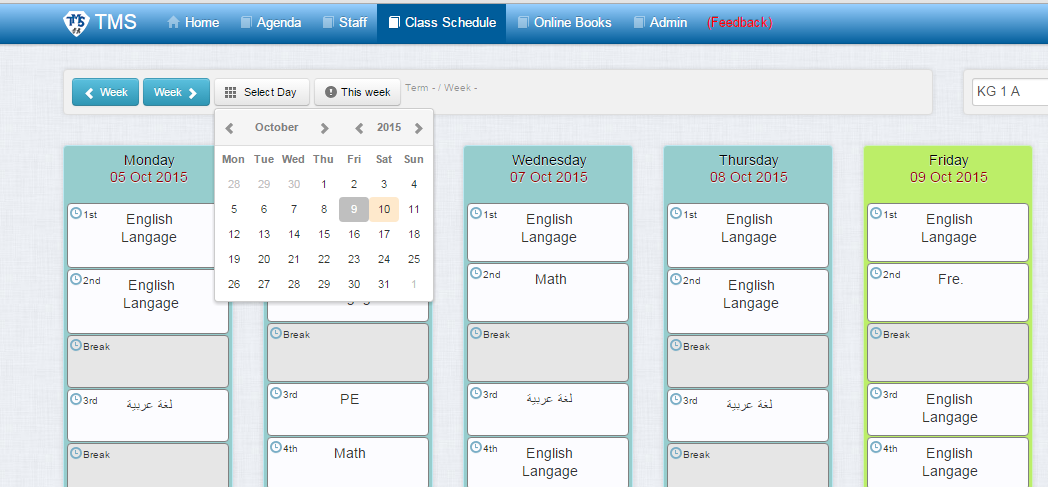 TMS
TMS Home Agenda Staff Class Schedule Online Books Admin (Feedback)
Week Week Select Day This week Term - / Week - KG 1 A
October 2015
Mon Tue Wed Thu Fri Sat Sun
28 29 30 1 2 3 4
5 6 7 8 9 10 11
12 13 14 15 16 17 18
19 20 21 22 23 24 25
26 27 28 29 30 31 1
Monday
05 Oct 2015
1st English
Langage
2nd English
Langage
Break
3rd لغة عربية
Break
Break
3rd PE
4th Math
Wednesday
07 Oct 2015
1st English
Langage
2nd Math
Break
3rd لغة عربية
4th English
Langage
Thursday
08 Oct 2015
1st English
Langage
2nd English
Langage
Break
3rd لغة عربية
Break
Friday
09 Oct 2015
1st English
Langage
2nd Fre.
Break
3rd English
Langage
4th English
Langage